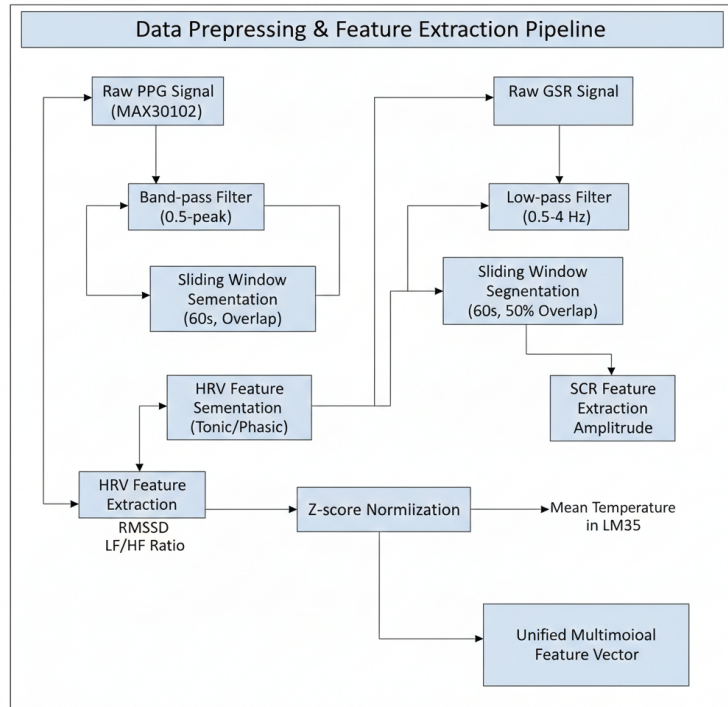 Data Prepressing & Feature Extraction Pipeline
Raw PPG Signal
(MAX30102)
Raw GSR Signal
Band-pass Filter
(0.5-peak)
Low-pass Filter
(0.5-4 Hz)
Sliding Window
Sementation
(60s, Overlap)
Sliding Window
Segnentation
(60s, 50% Overlap)
HRV Feature
Sementation
(Tonic/Phasic)
SCR Feature
Extraction
Amplitrude
HRV Feature
Extraction
RMSSD
LF/HF Ratio
Z-score Normiization
Mean Temperature
in LM35
Unified Multimoioal
Feature Vector